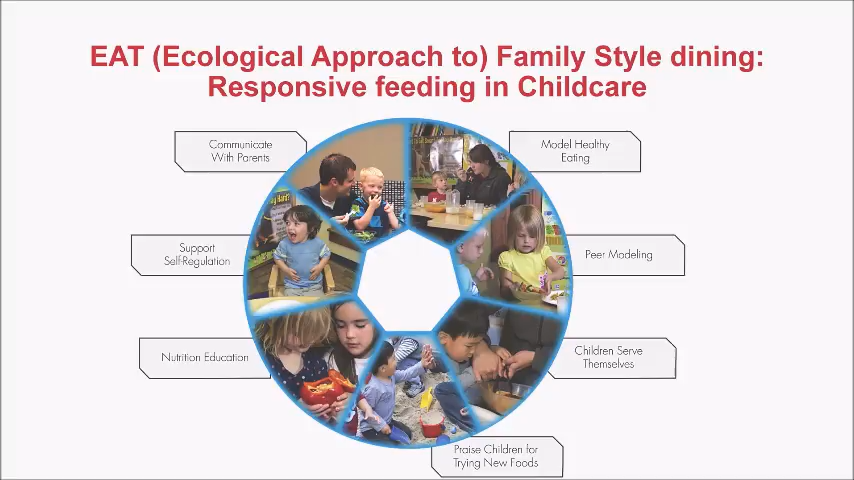 EAT (Ecological Approach to) Family Style dining:
Responsive feeding in Childcare
Communicate
With Parents
Model Healthy
Eating
Support
Self-Regulation
Peer Modeling
Nutrition Education
Children Serve
Themselves
Praise Children for
Trying New Foods